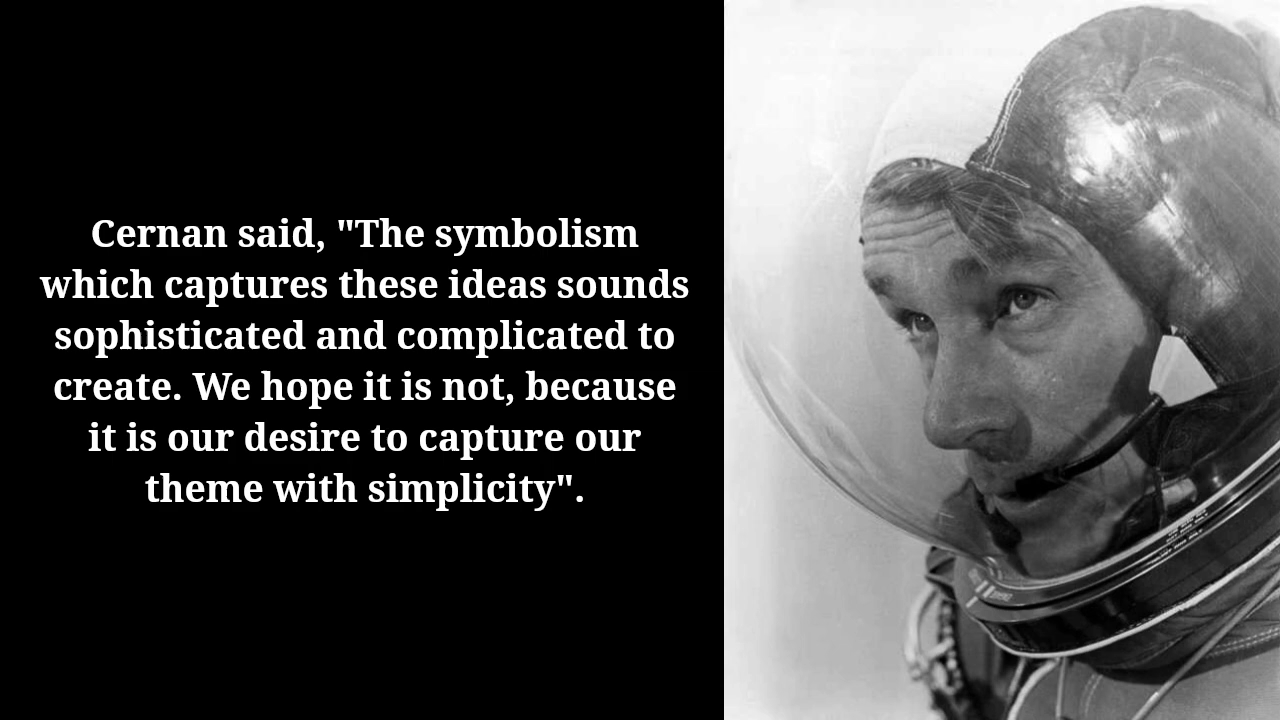 Cernan said, "The symbolism
which captures these ideas sounds
sophisticated and complicated to
create. We hope it is not, because
it is our desire to capture our
theme with simplicity".